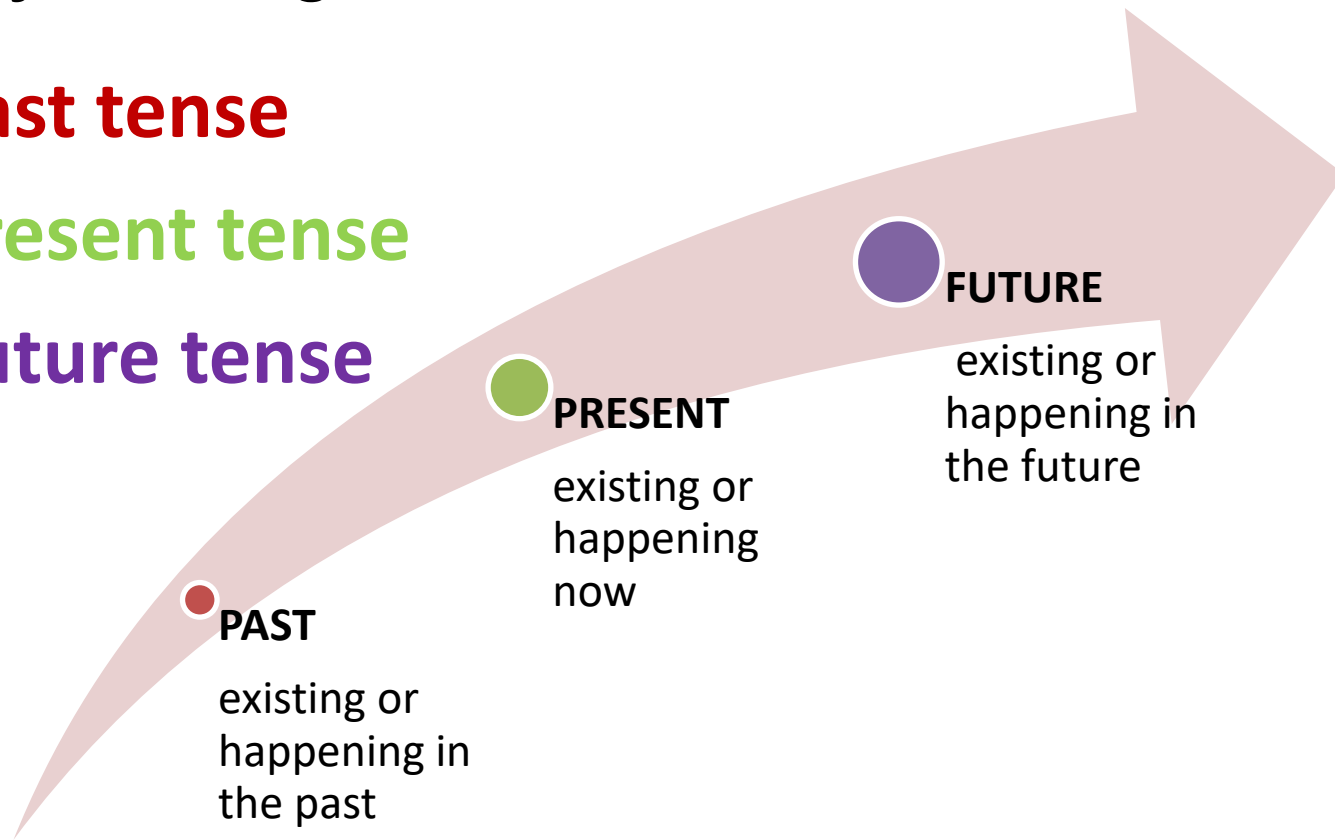 ast tense
resent tense
uture tense
FUTURE
existing or
happening in
the future
PRESENT
existing or
happening
now
PAST
existing or
happening in
the past